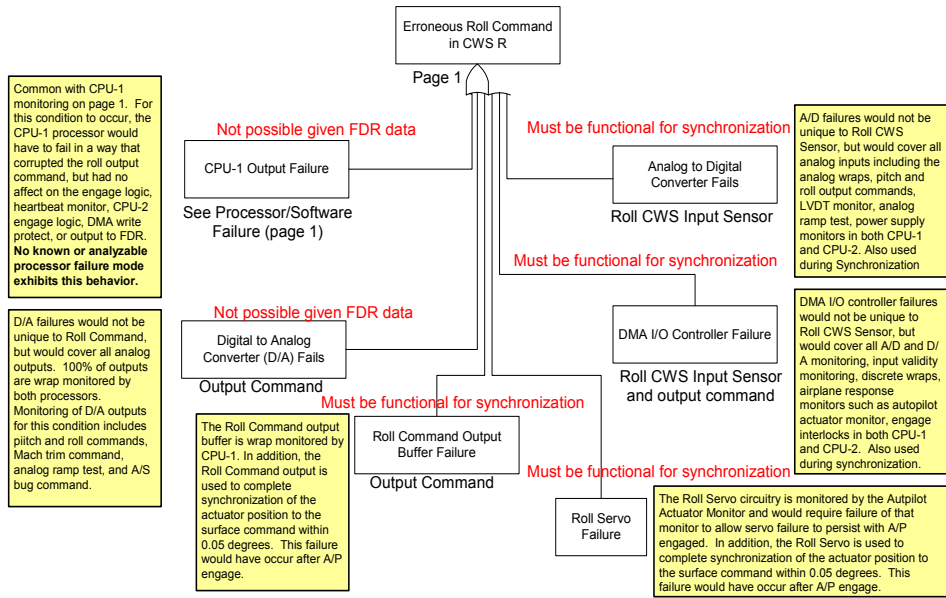 Erroneous Roll Command
in CWS R
Page 1
Common with CPU-1
monitoring on page 1. For
this condition to occur, the
CPU-1 processor would
have to fail in a way that
corrupted the roll output
command, but had no
affect on the engage logic,
heartbeat monitor, CPU-2
engage logic, DMA write
protect, or output to FDR.
No known or analyzable
processor failure mode
exhibits this behavior.
Not possible given FDR data
CPU-1 Output Failure
See Processor/Software
Failure (page 1)
Must be functional for synchronization
Analog to Digital
Converter Fails
Roll CWS Input Sensor
A/D failures would not be
unique to Roll CWS
Sensor, but would cover all
analog inputs including the
analog wraps, pitch and
roll output commands,
LVDT monitor, analog
ramp test, power supply
monitors in both CPU-1
and CPU-2. Also used
during Synchronization
Must be functional for synchronization
DMA I/O Controller Failure
Roll CWS Input Sensor
and output command
DMA I/O controller failures
would not be unique to
Roll CWS Sensor, but
would cover all A/D and D/
A monitoring, input validity
monitoring, discrete wraps,
airplane response
monitors such as autopilot
actuator monitor, engage
interlocks in both CPU-1
and CPU-2. Also used
during synchronization.
D/A failures would not be
unique to Roll Command,
but would cover all analog
outputs. 100% of outputs
are wrap monitored by
both processors.
Monitoring of D/A outputs
for this condition includes
piitch and roll commands,
Mach trim command,
analog ramp test, and A/S
bug command.
Not possible given FDR data
Digital to Analog
Converter (D/A) Fails
Output Command
Must be functional for synchronization
Roll Command Output
Buffer Failure
Output Command
The Roll Command output
buffer is wrap monitored by
CPU-1. In addition, the
Roll Command output is
used to complete
synchronization of the
actuator position to the
surface command within
0.05 degrees. This failure
would have occur after A/P
engage.
Must be functional for synchronization
Roll Servo
Failure
The Roll Servo circuitry is monitored by the Autpilot
Actuator Monitor and would require failure of that
monitor to allow servo failure to persist with A/P
engaged. In addition, the Roll Servo is used to
complete synchronization of the actuator position to
the surface command within 0.05 degrees. This
failure would have occur after A/P engage.